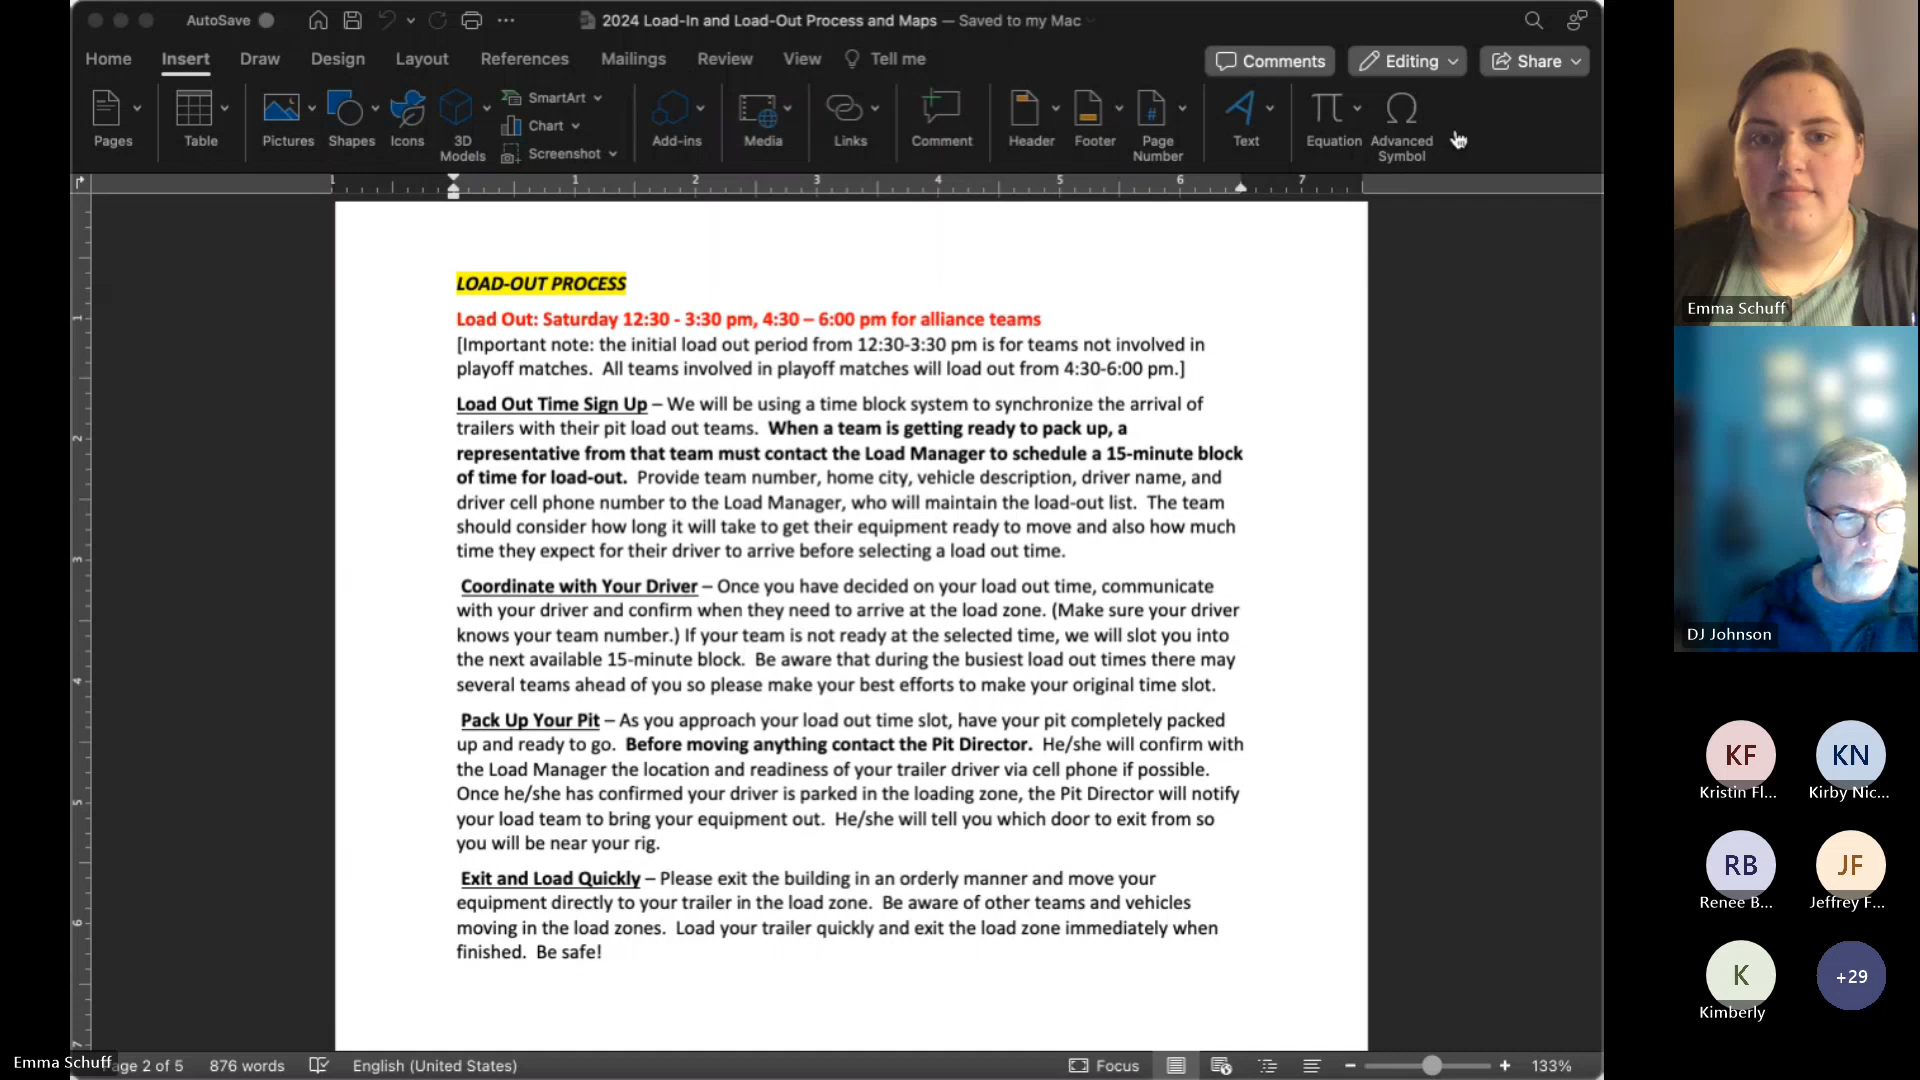 AutoSave
2024 Load-In and Load-Out Process and Maps — Saved to my Mac
Home Insert Draw Design Layout References Mailings Review View Tell me
Comments Editing Share
Pages Table Pictures Shapes Icons 3D Models SmartArt Chart Screenshot Add-ins Media Links Comment Header Footer Page Number Text Equation Advanced Symbol
1 1 2 3 4 5 6 7
LOAD-OUT PROCESS
Load Out: Saturday 12:30 - 3:30 pm, 4:30 – 6:00 pm for alliance teams
[Important note: the initial load out period from 12:30-3:30 pm is for teams not involved in
playoff matches. All teams involved in playoff matches will load out from 4:30-6:00 pm.]
Load Out Time Sign Up – We will be using a time block system to synchronize the arrival of
trailers with their pit load out teams. When a team is getting ready to pack up, a
representative from that team must contact the Load Manager to schedule a 15-minute block
of time for load-out. Provide team number, home city, vehicle description, driver name, and
driver cell phone number to the Load Manager, who will maintain the load-out list. The team
should consider how long it will take to get their equipment ready to move and also how much
time they expect for their driver to arrive before selecting a load out time.
Coordinate with Your Driver – Once you have decided on your load out time, communicate
with your driver and confirm when they need to arrive at the load zone. (Make sure your driver
knows your team number.) If your team is not ready at the selected time, we will slot you into
the next available 15-minute block. Be aware that during the busiest load out times there may
several teams ahead of you so please make your best efforts to make your original time slot.
Pack Up Your Pit – As you approach your load out time slot, have your pit completely packed
up and ready to go. Before moving anything contact the Pit Director. He/she will confirm with
the Load Manager the location and readiness of your trailer driver via cell phone if possible.
Once he/she has confirmed your driver is parked in the loading zone, the Pit Director will notify
your load team to bring your equipment out. He/she will tell you which door to exit from so
you will be near your rig.
Exit and Load Quickly – Please exit the building in an orderly manner and move your
equipment directly to your trailer in the load zone. Be aware of other teams and vehicles
moving in the load zones. Load your trailer quickly and exit the load zone immediately when
finished. Be safe!
1
2
3
4
5
6
7
Emma Schuff
age 2 of 5 876 words English (United States) Focus 133%
Emma Schuff
DJ Johnson
KF KN
Kristin Fl... Kirby Nic...
RB JF
Renee B... Jeffrey F...
K +29
Kimberly